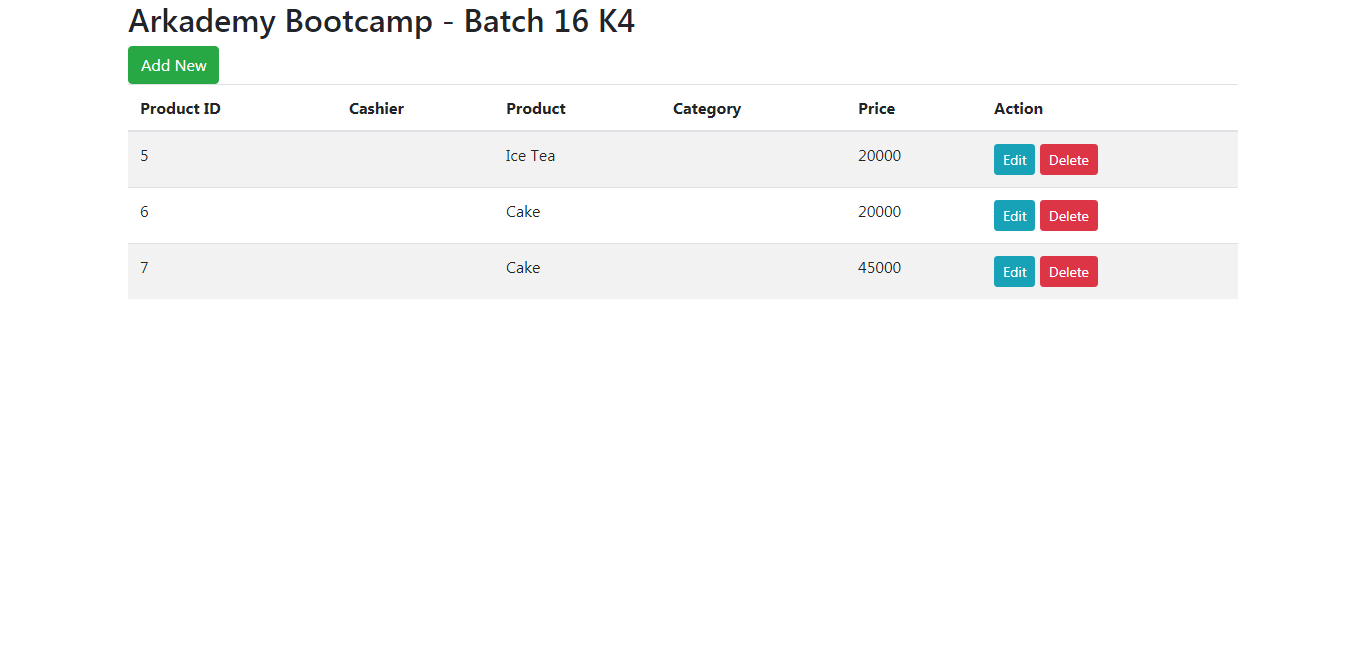 Arkademy Bootcamp - Batch 16 K4
Add New
Product ID Cashier Product Category Price Action
5 Ice Tea 20000 Edit Delete
6 Cake 20000 Edit Delete
7 Cake 45000 Edit Delete